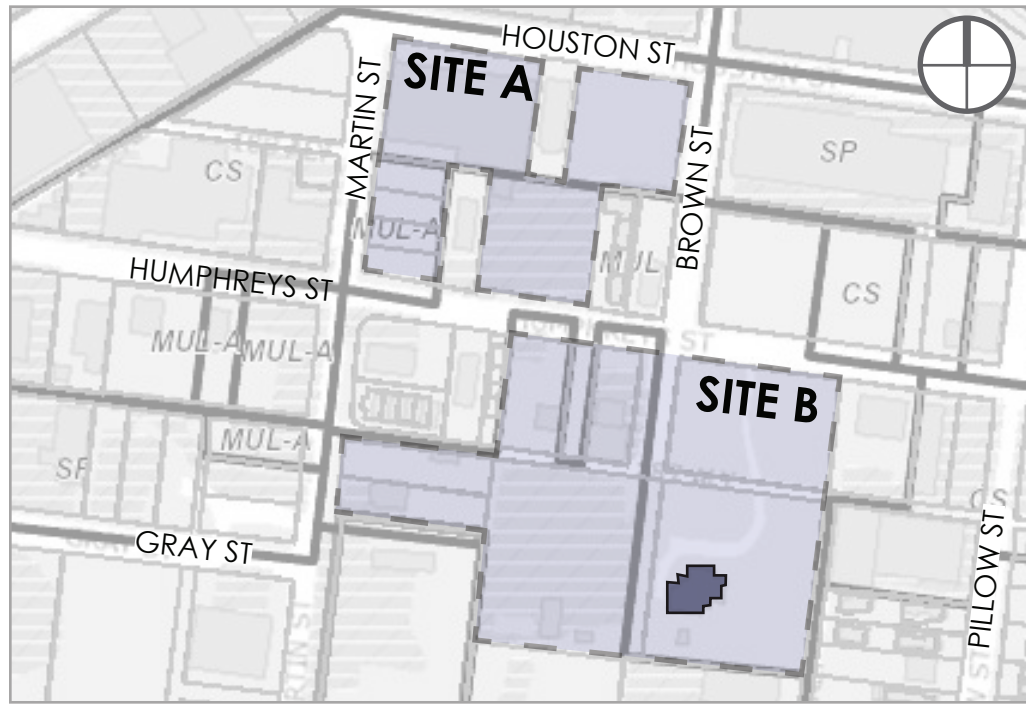 HOUSTON ST
SITE A
MARTIN ST
BROWN ST
SP
CS
MUL-A
MUL
CS
HUMPHREYS ST
MUL-A
MUL-A
SITE B
MUL-A
CS
GRAY ST
PILLOW ST